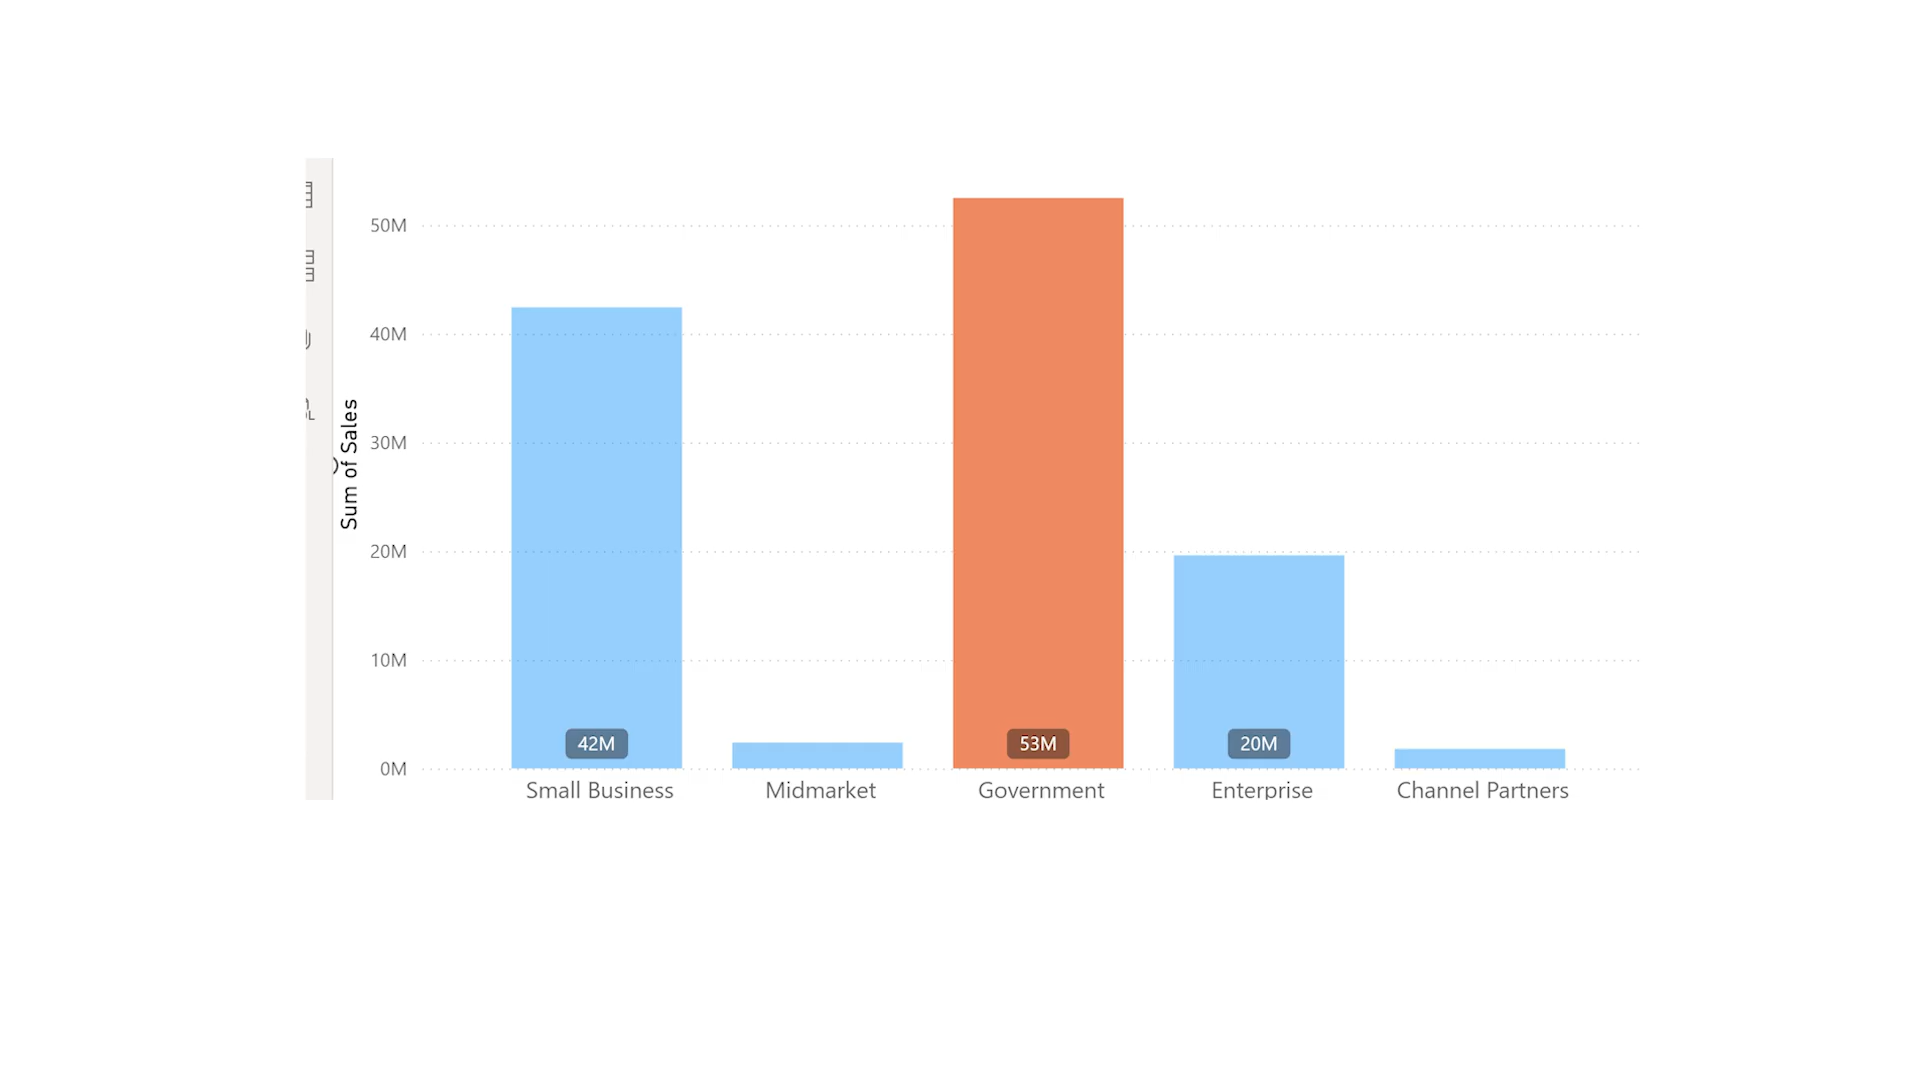 Sum of Sales
50M
40M
30M
20M
10M
0M
42M
53M
20M
Small Business
Midmarket
Government
Enterprise
Channel Partners